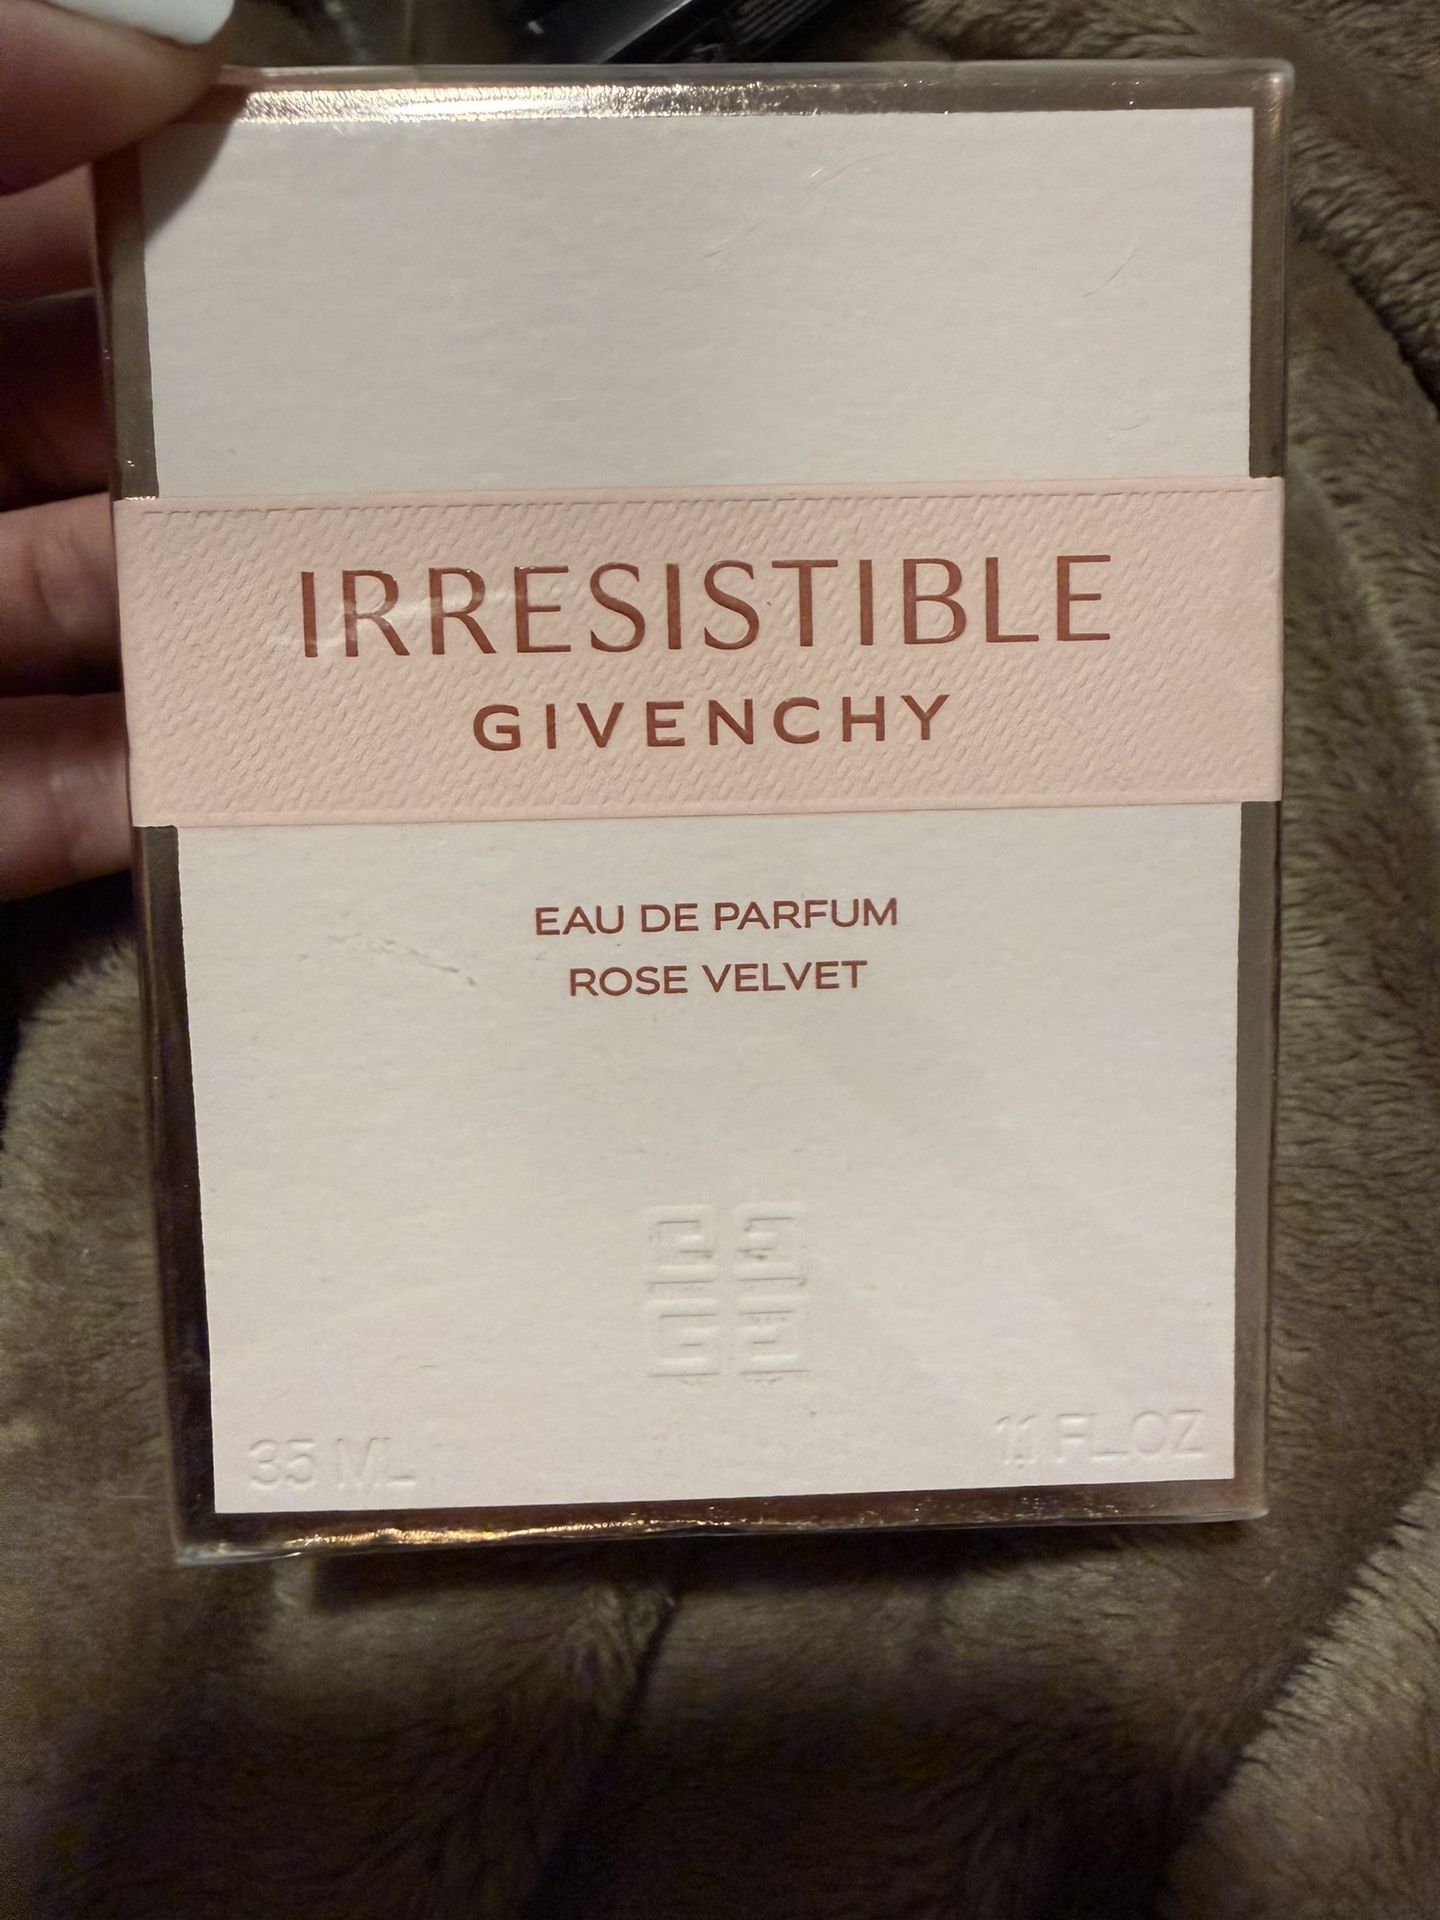 IRRESISTIBLE
GIVENCHY
EAU DE PARFUM
ROSE VELVET
35 ML
1.1 FL.OZ